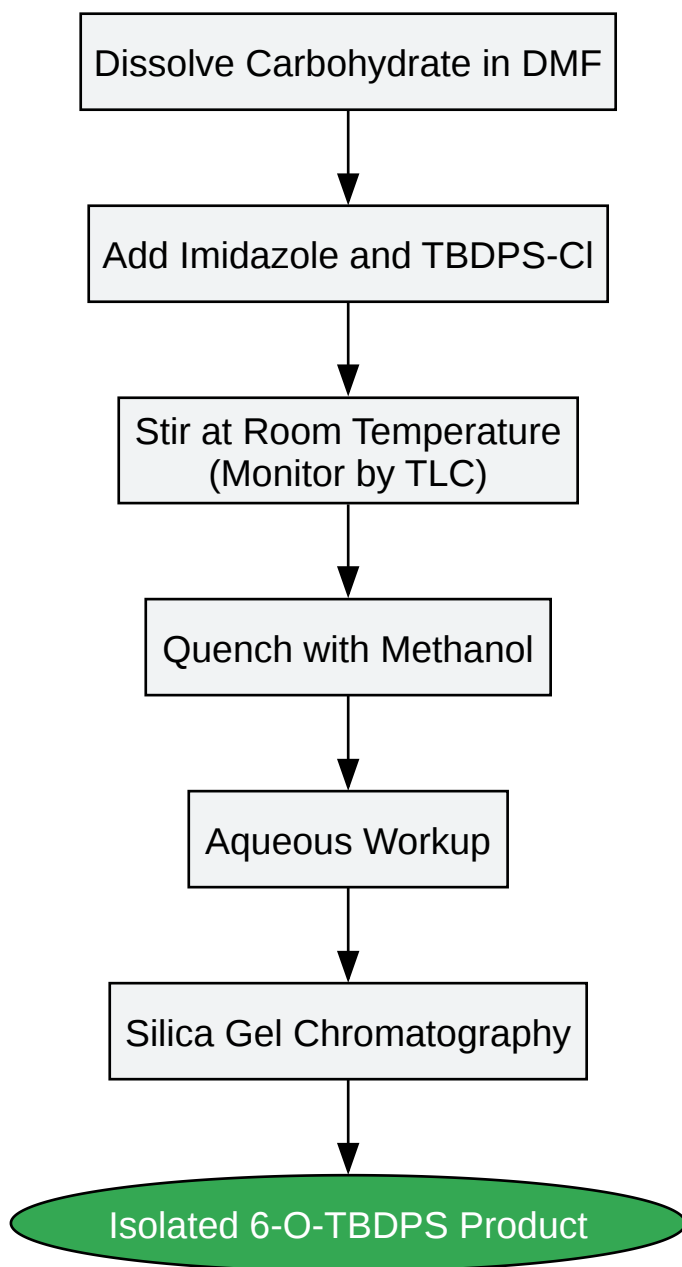 Dissolve Carbohydrate in DMF
Add Imidazole and TBDPS-Cl
Stir at Room Temperature
(Monitor by TLC)
Quench with Methanol
Aqueous Workup
Silica Gel Chromatography
Isolated 6-O-TBDPS Product